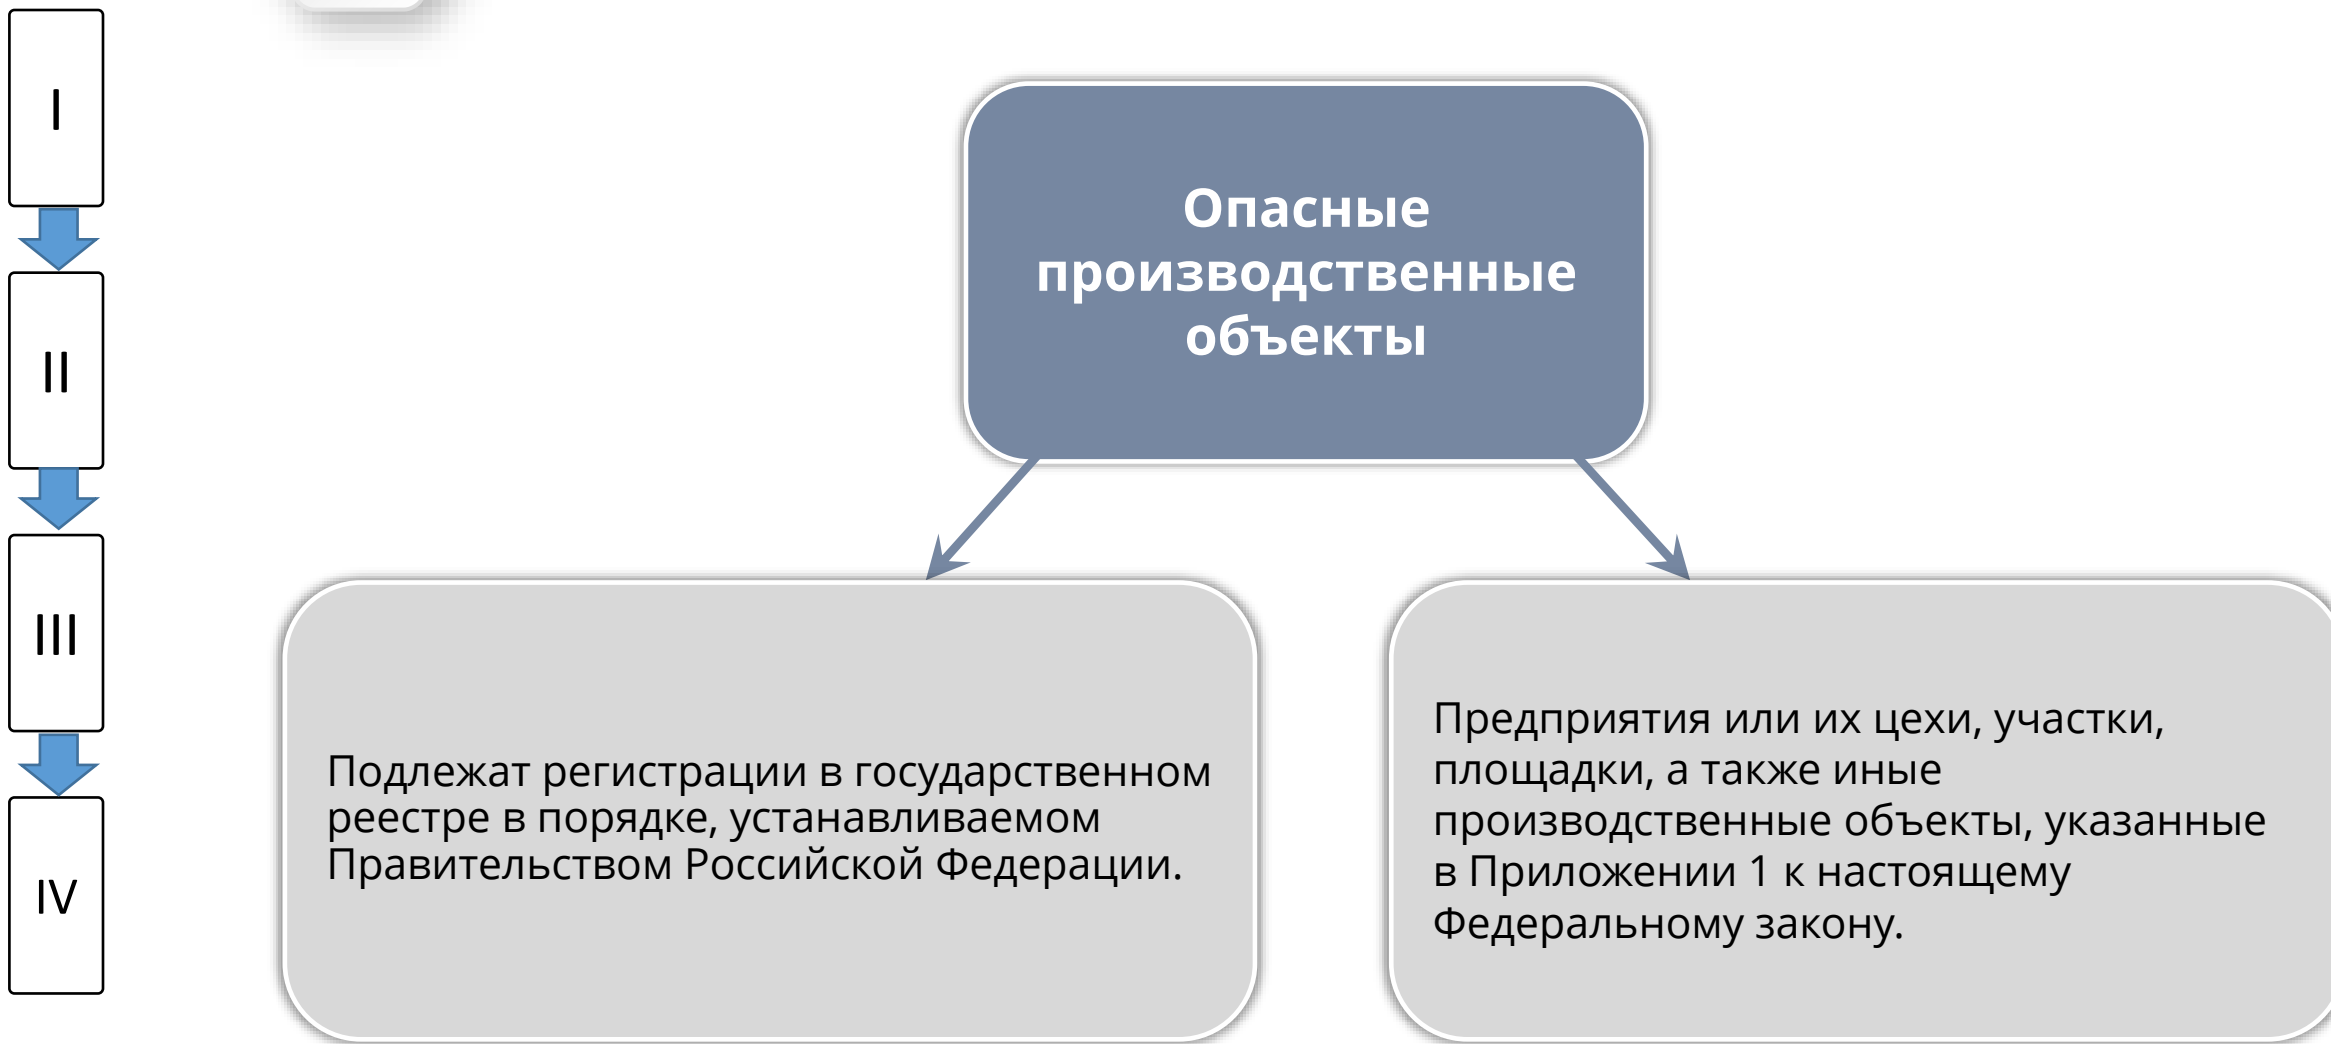 I
II
III
IV
Опасные
производственные
объекты
Подлежат регистрации в государственном
реестре в порядке, устанавливаемом
Правительством Российской Федерации.
Предприятия или их цехи, участки,
площадки, а также иные
производственные объекты, указанные
в Приложении 1 к настоящему
Федеральному закону.